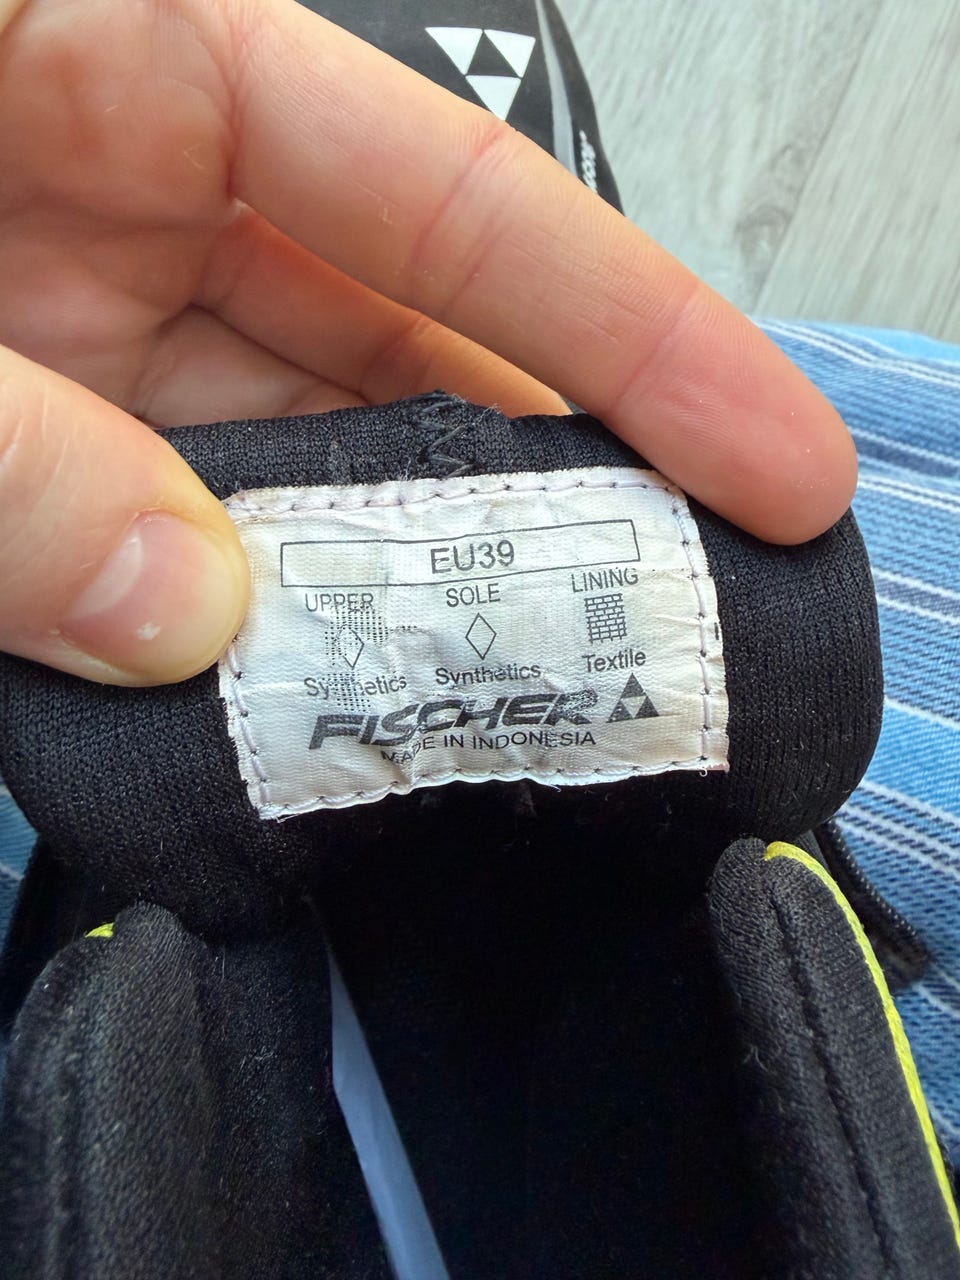 EU39
UPPER SOLE LINING
Synthetics Synthetics Textile
FISCHER
MADE IN INDONESIA